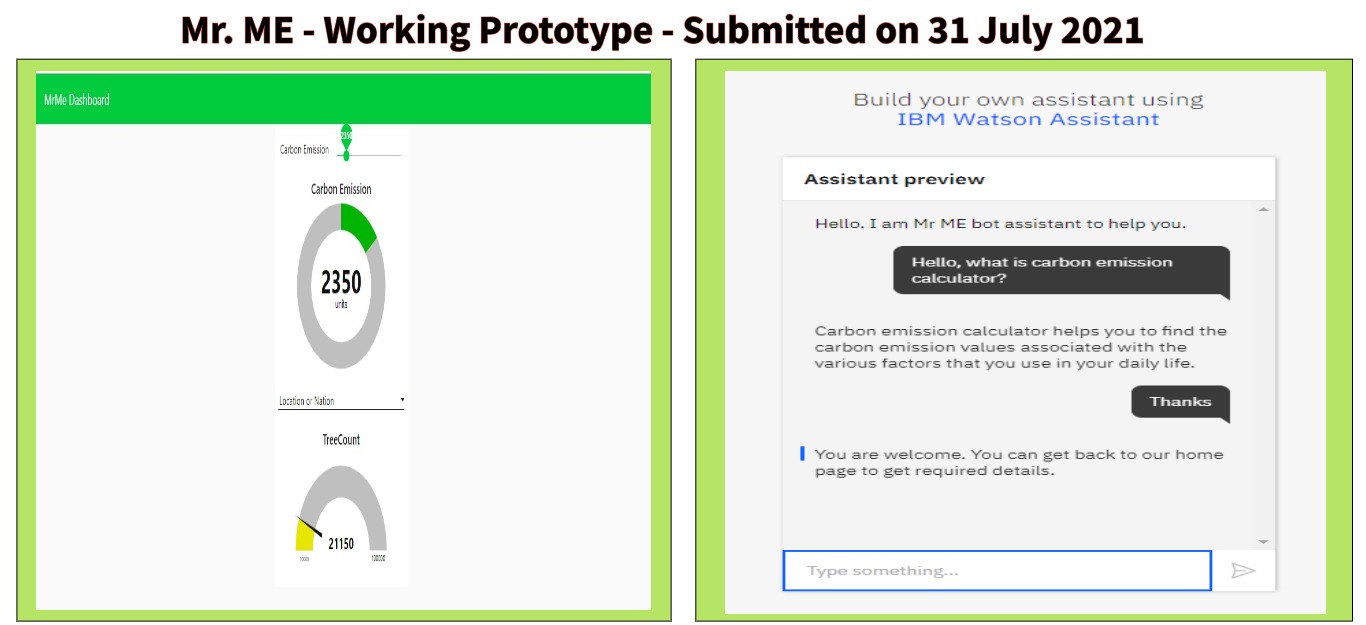 Mr. ME - Working Prototype - Submitted on 31 July 2021
MrMe Dashboard
2350
Carbon Emission
Carbon Emission
2350
units
Location or Nation
TreeCount
21150
100000
Build your own assistant using
IBM Watson Assistant
Assistant preview
Hello. I am Mr ME bot assistant to help you.
Hello, what is carbon emission
calculator?
Carbon emission calculator helps you to find the
carbon emission values associated with the
various factors that you use in your daily life.
Thanks
You are welcome. You can get back to our home
page to get required details.
Type something...